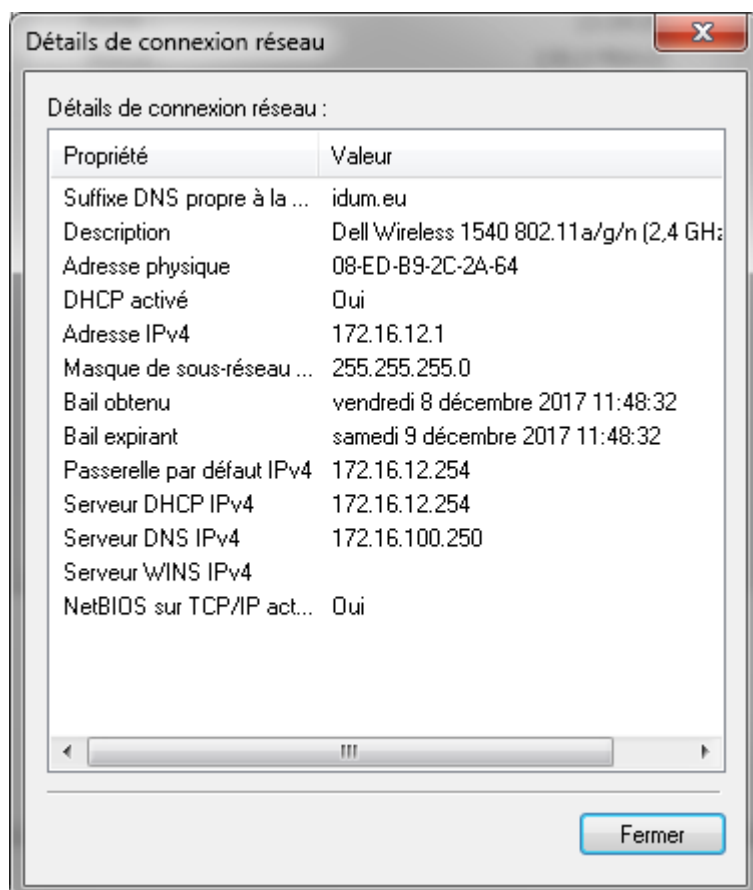 Détails de connexion réseau
Détails de connexion réseau :
Propriété Valeur
Suffixe DNS propre à la ... idum.eu
Description Dell Wireless 1540 802.11a/g/n (2,4 GHz
Adresse physique 08-ED-B9-2C-2A-64
DHCP activé Oui
Adresse IPv4 172.16.12.1
Masque de sous-réseau ... 255.255.255.0
Bail obtenu vendredi 8 décembre 2017 11:48:32
Bail expirant samedi 9 décembre 2017 11:48:32
Passerelle par défaut IPv4 172.16.12.254
Serveur DHCP IPv4 172.16.12.254
Serveur DNS IPv4 172.16.100.250
Serveur WINS IPv4
NetBIOS sur TCP/IP act... Oui
Fermer